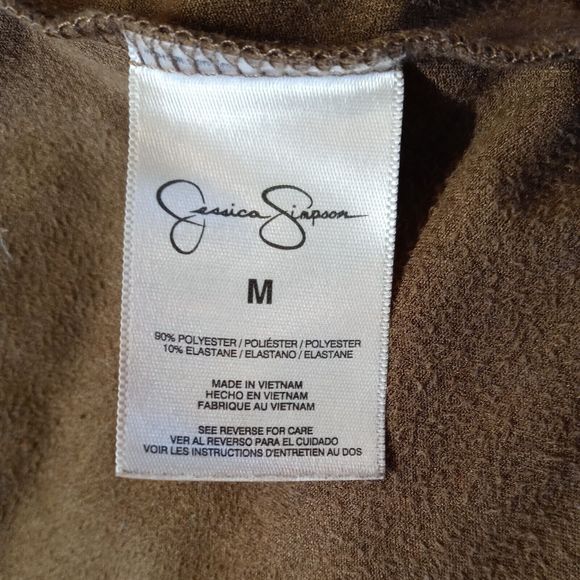 Jessica Simpson
M
90% POLYESTER / POLIÉSTER / POLYESTER
10% ELASTANE / ELASTANO / ELASTANE
MADE IN VIETNAM
HECHO EN VIETNAM
FABRIQUE AU VIETNAM
SEE REVERSE FOR CARE
VER AL REVERSO PARA EL CUIDADO
VOIR LES INSTRUCTIONS D'ENTRETIEN AU DOS